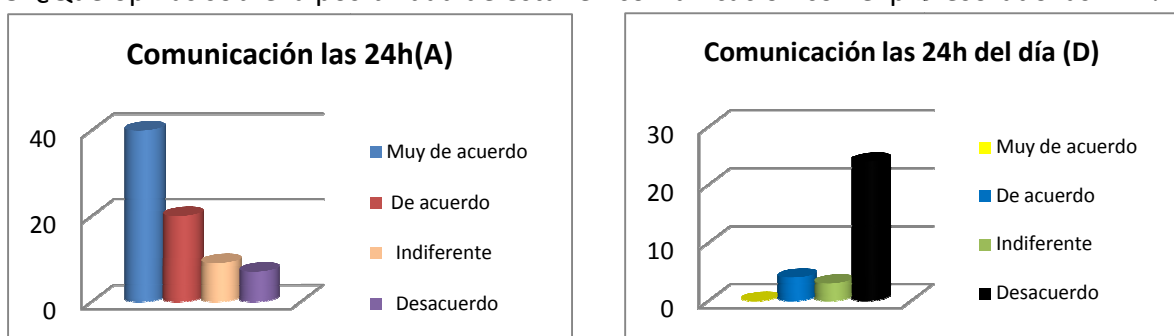 Comunicación las 24h(A)
40
20
0
Muy de acuerdo
De acuerdo
Indiferente
Desacuerdo
Comunicación las 24h del día (D)
30
20
10
0
Muy de acuerdo
De acuerdo
Indiferente
Desacuerdo